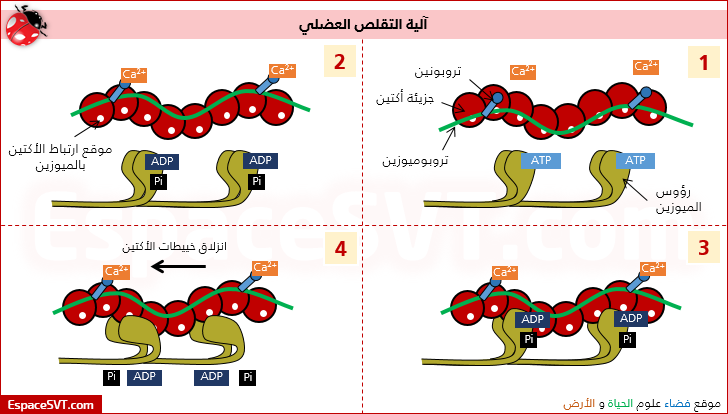 آلية التقلص العضلي
1
تروبونين
جزيئة أكتين
تروبوميوزين
Ca²⁺
Ca²⁺
ATP
ATP
رؤوس
الميوزين
2
Ca²⁺
Ca²⁺
موقع ارتباط الأكتين
بالميوزين
ADP
Pi
ADP
Pi
3
Ca²⁺
Ca²⁺
ADP
Pi
ADP
Pi
4
انزلاق خييطات الأكتين
Ca²⁺
Ca²⁺
Pi
ADP
ADP
Pi
EspaceSVT.com
EspaceSVT.com
موقع فضاء علوم الحياة و الأرض